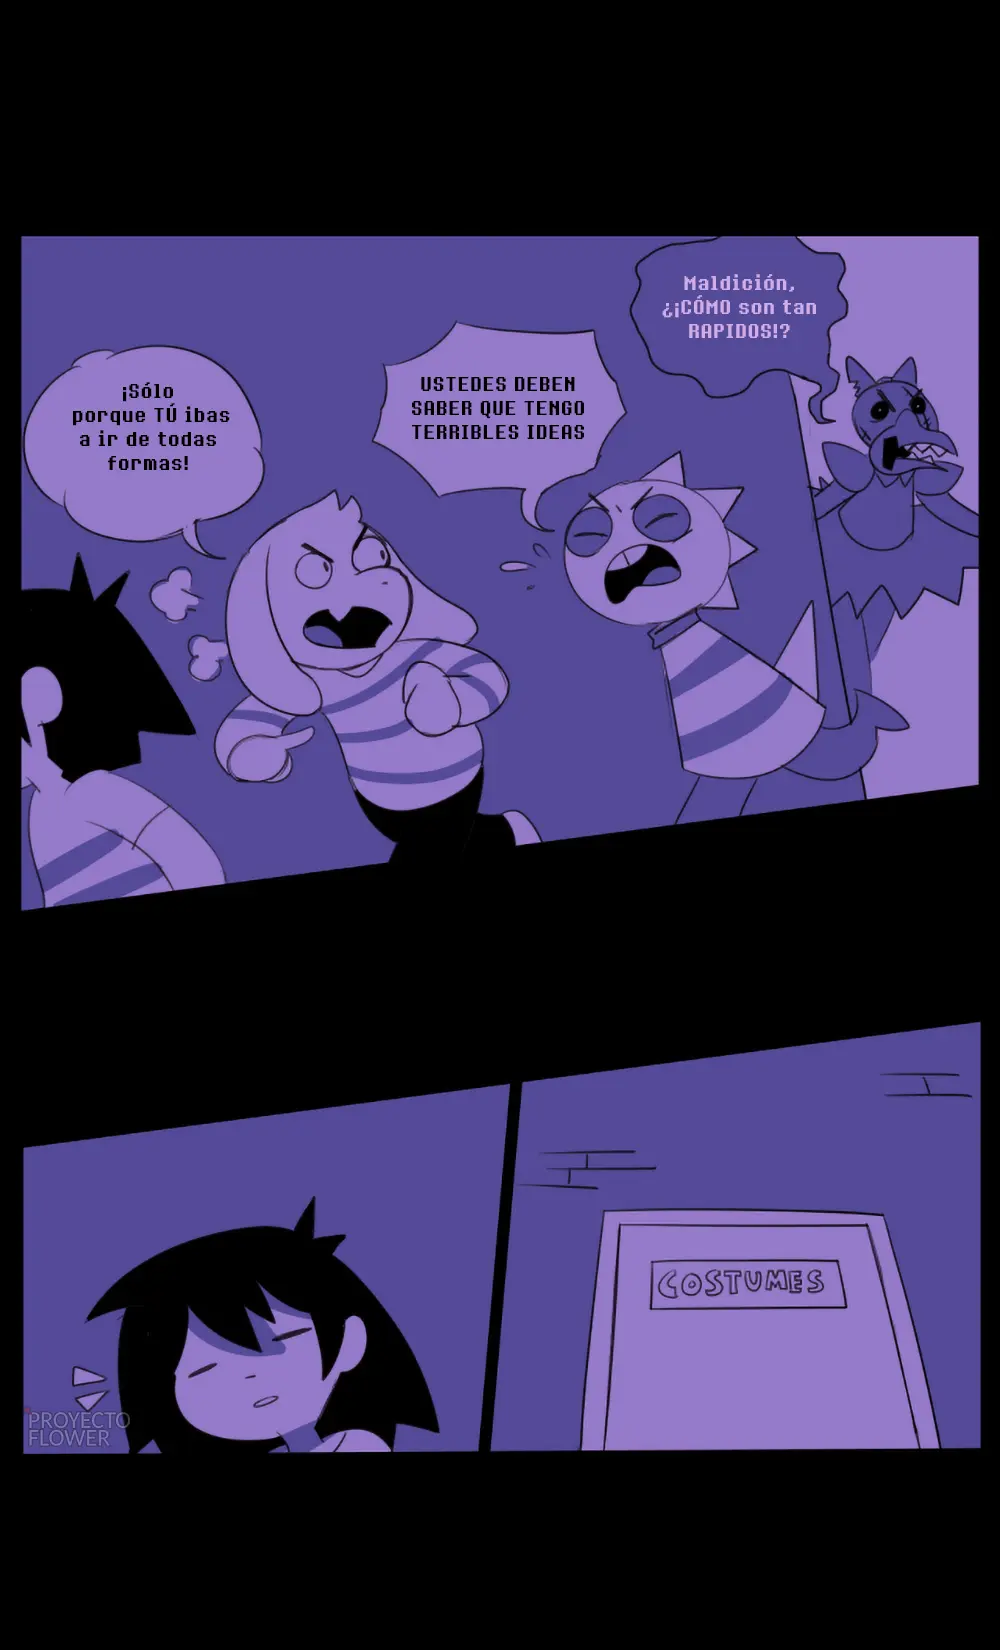 ¡Sólo
porque TÚ ibas
a ir de todas
formas!
USTEDES DEBEN
SABER QUE TENGO
TERRIBLES IDEAS
Maldición,
¿¡CÓMO son tan
RAPIDOS!?
COSTUMES
PROYECTO
FLOWER